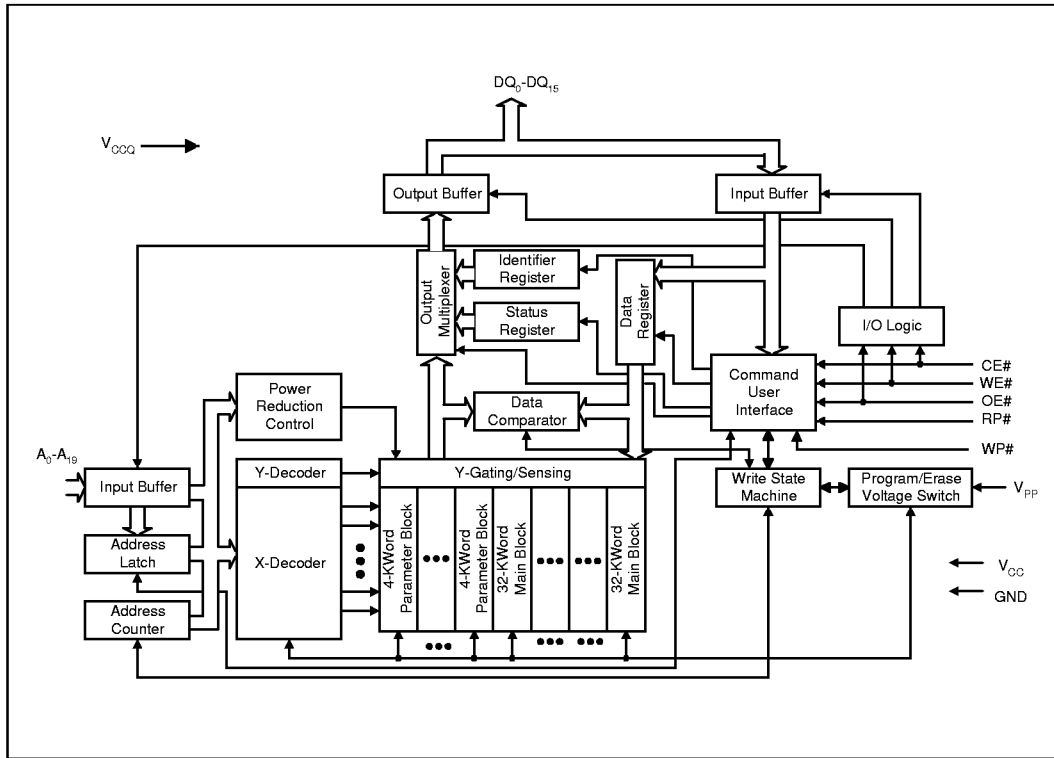 DQ₀-DQ₁₅
V_CCQ
Output Buffer
Input Buffer
Output
Multiplexer
Identifier
Register
Status
Register
Data
Register
I/O Logic
Command
User
Interface
CE#
WE#
OE#
RP#
WP#
Power
Reduction
Control
Data
Comparator
A₀-A₁₉
Input Buffer
Y-Decoder
Y-Gating/Sensing
Write State
Machine
Program/Erase
Voltage Switch
V_PP
Address
Latch
X-Decoder
4-KWord
Parameter Block
4-KWord
Parameter Block
32-KWord
Main Block
32-KWord
Main Block
V_CC
GND
Address
Counter